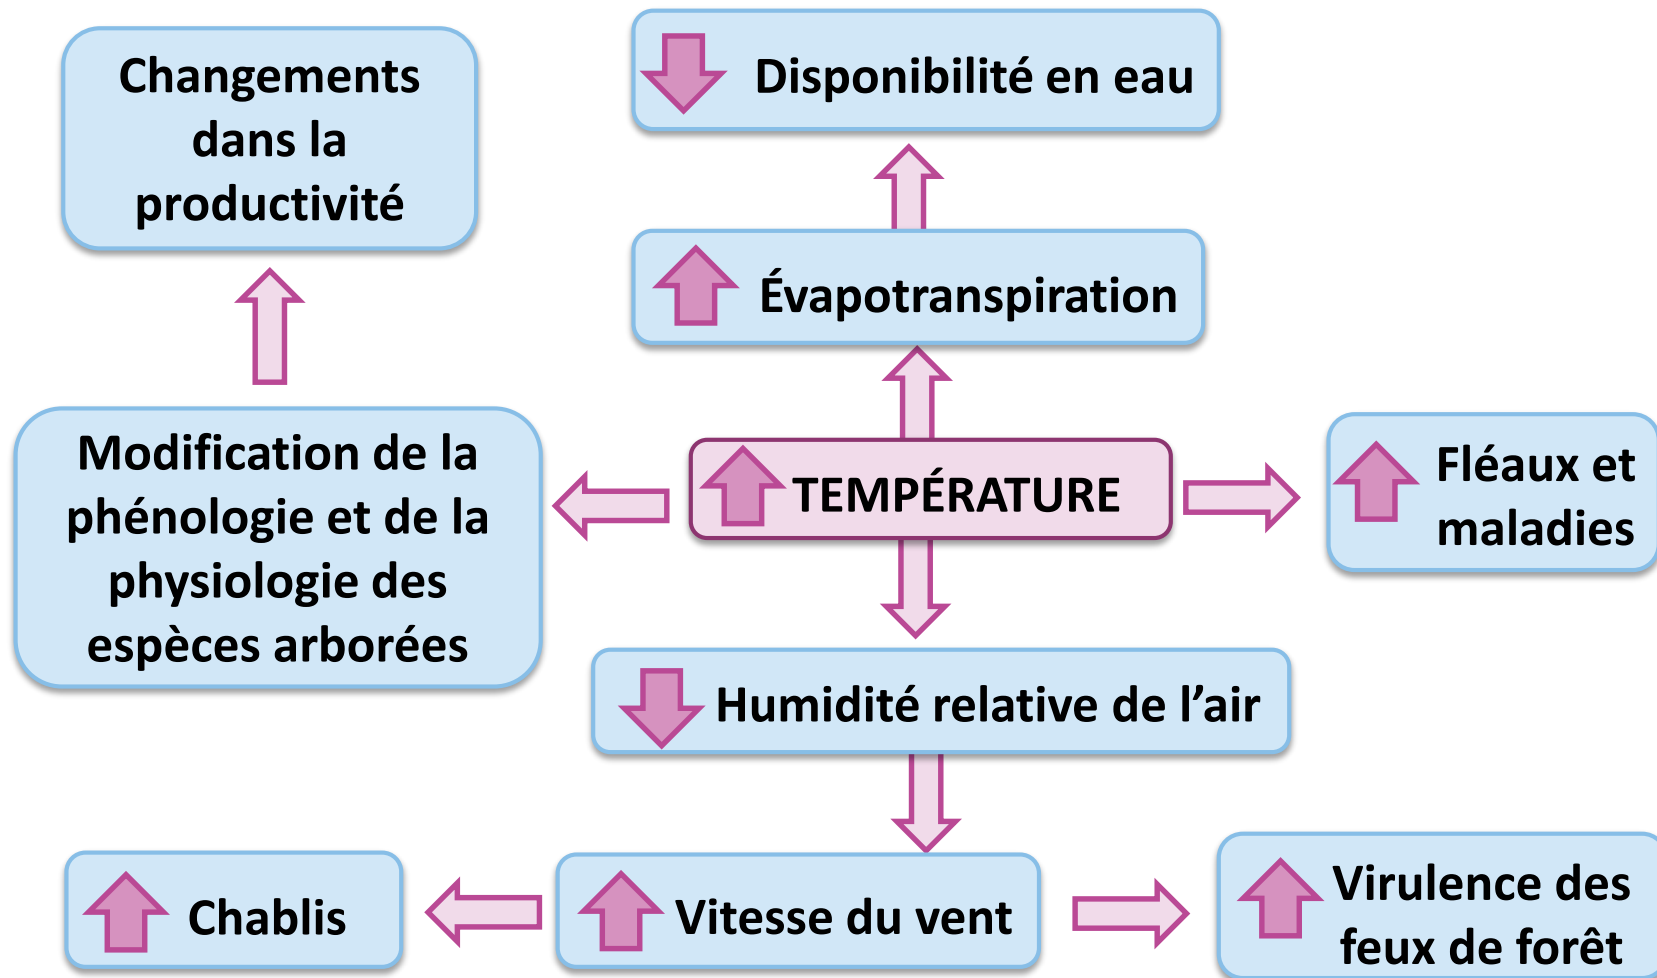 Changements
dans la
productivité
Disponibilité en eau
Évapotranspiration
Modification de la
phénologie et de la
physiologie des
espèces arborées
TEMPÉRATURE
Fléaux et
maladies
Humidité relative de l’air
Chablis
Vitesse du vent
Virulence des
feux de forêt